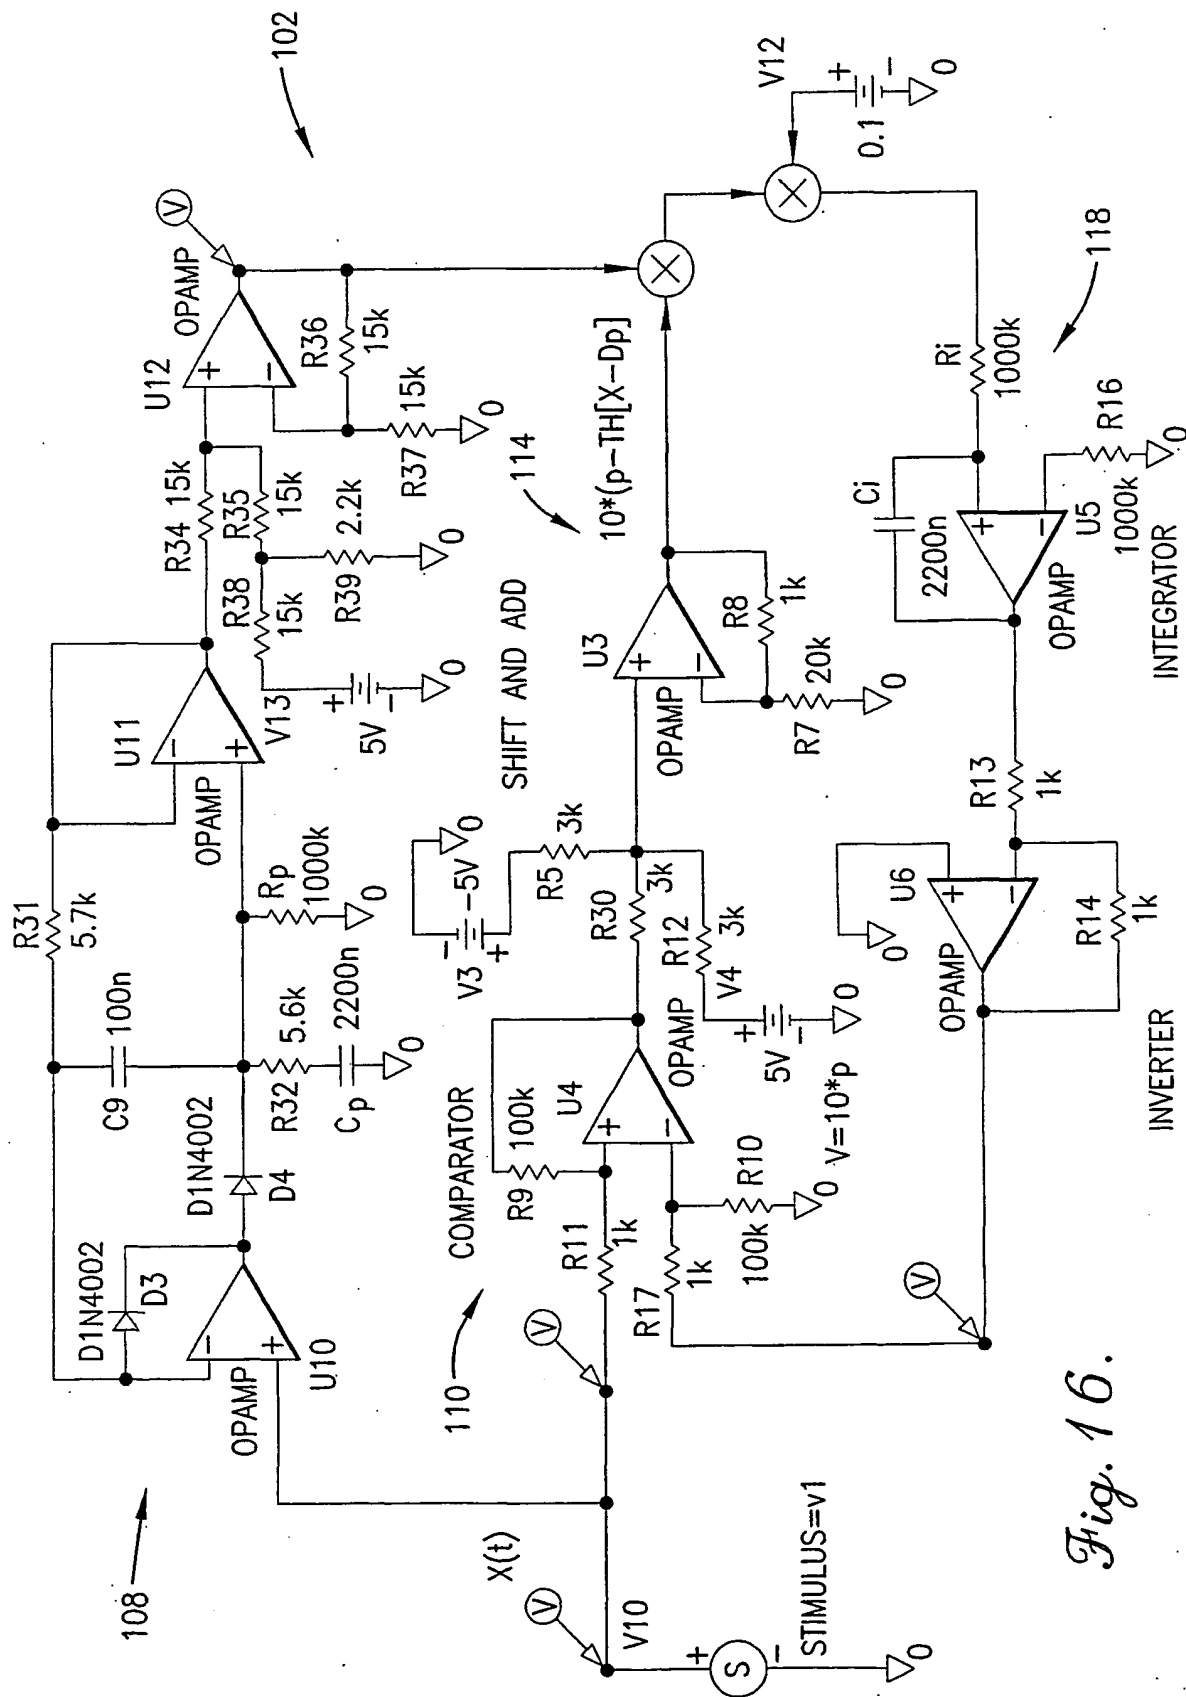 108
102
D1N4002
D3
U10
OPAMP
D1N4002
D4
C9
100n
R31
5.7k
R32
5.6k
Cp
2200n
0
Rp
1000k
0
U11
OPAMP
R34
15k
R35
15k
R38
15k
R39
2.2k
0
V13
+
-
5V
0
U12
OPAMP
V
R36
15k
R37
15k
0
X(t)
V
V10
S
+
-
STIMULUS=v1
0
110
COMPARATOR
V
R11
1k
R9
100k
U4
OPAMP
R17
1k
R10
100k
0
V=10*p
V3
-5V
-
+
0
R5
3k
R30
3k
R12
3k
V4
5V
+
-
0
SHIFT AND ADD
114
U3
OPAMP
R8
1k
R7
20k
0
10*(p-TH[X-Dp]
V12
+
-
0.1
0
118
Ri
1000k
Ci
2200n
U5
OPAMP
R16
1000k
0
INTEGRATOR
R13
1k
U6
OPAMP
0
R14
1k
INVERTER
V
Fig. 16.